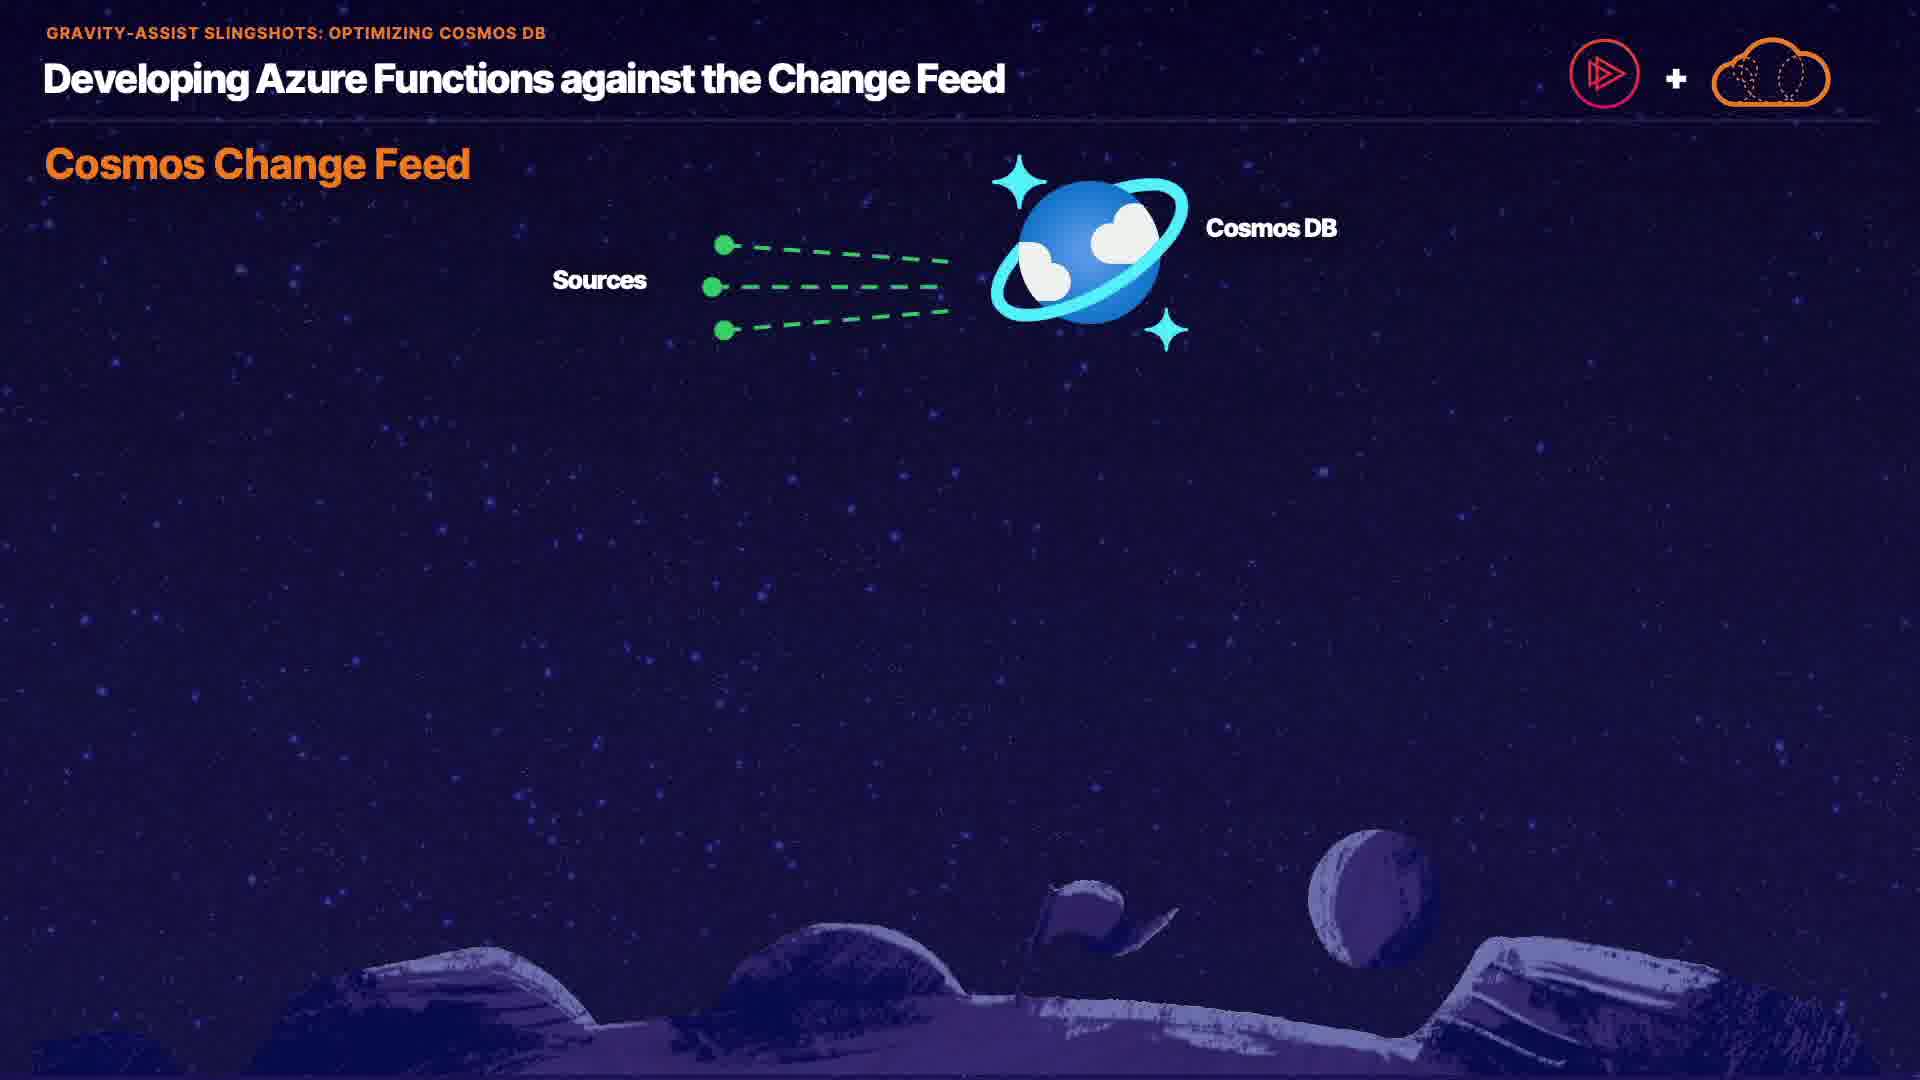 GRAVITY-ASSIST SLINGSHOTS: OPTIMIZING COSMOS DB
Developing Azure Functions against the Change Feed
Cosmos Change Feed
Cosmos DB
Sources